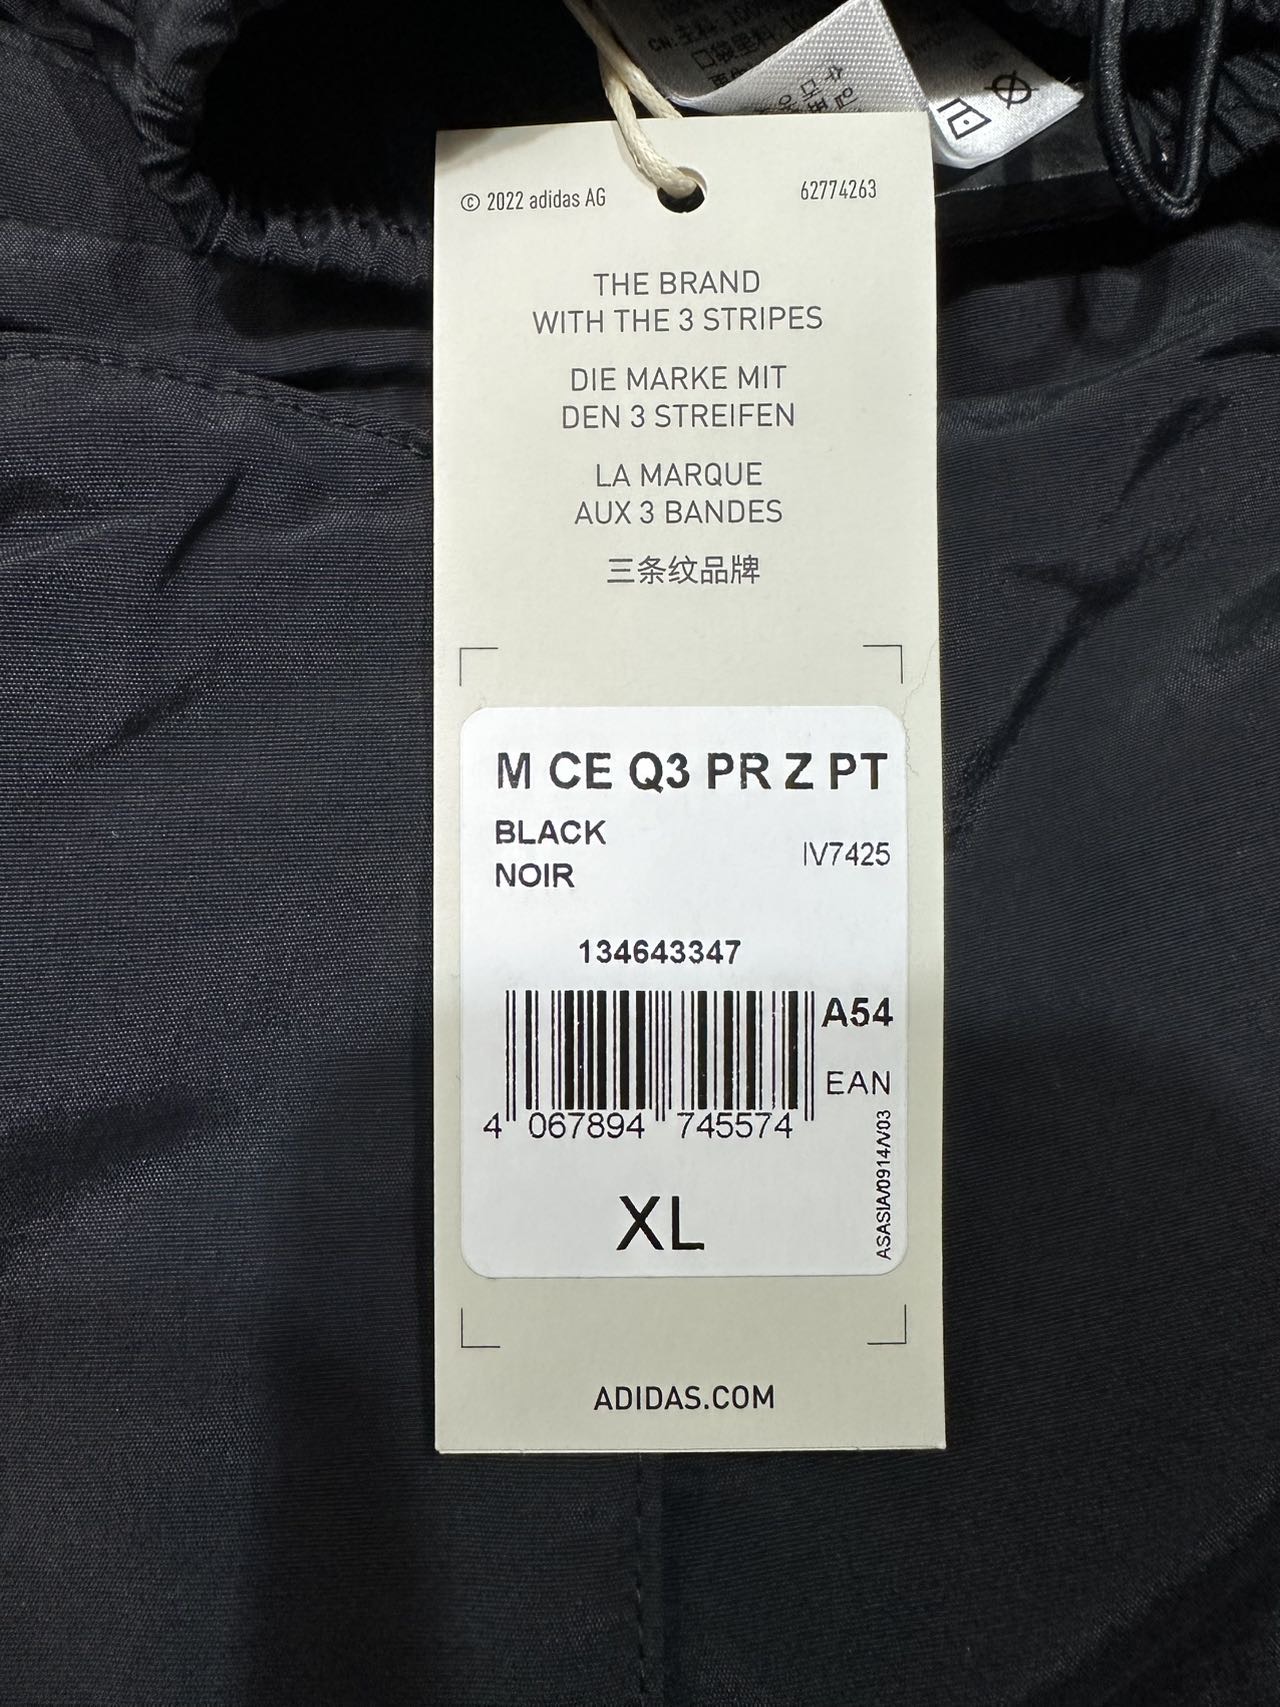 CN:
© 2022 adidas AG
62774263
THE BRAND
WITH THE 3 STRIPES
DIE MARKE MIT
DEN 3 STREIFEN
LA MARQUE
AUX 3 BANDES
三条纹品牌
M CE Q3 PR Z PT
BLACK
NOIR
IV7425
134643347
A54
EAN
4 067894 745574
ASASIA/0914/V03
XL
ADIDAS.COM